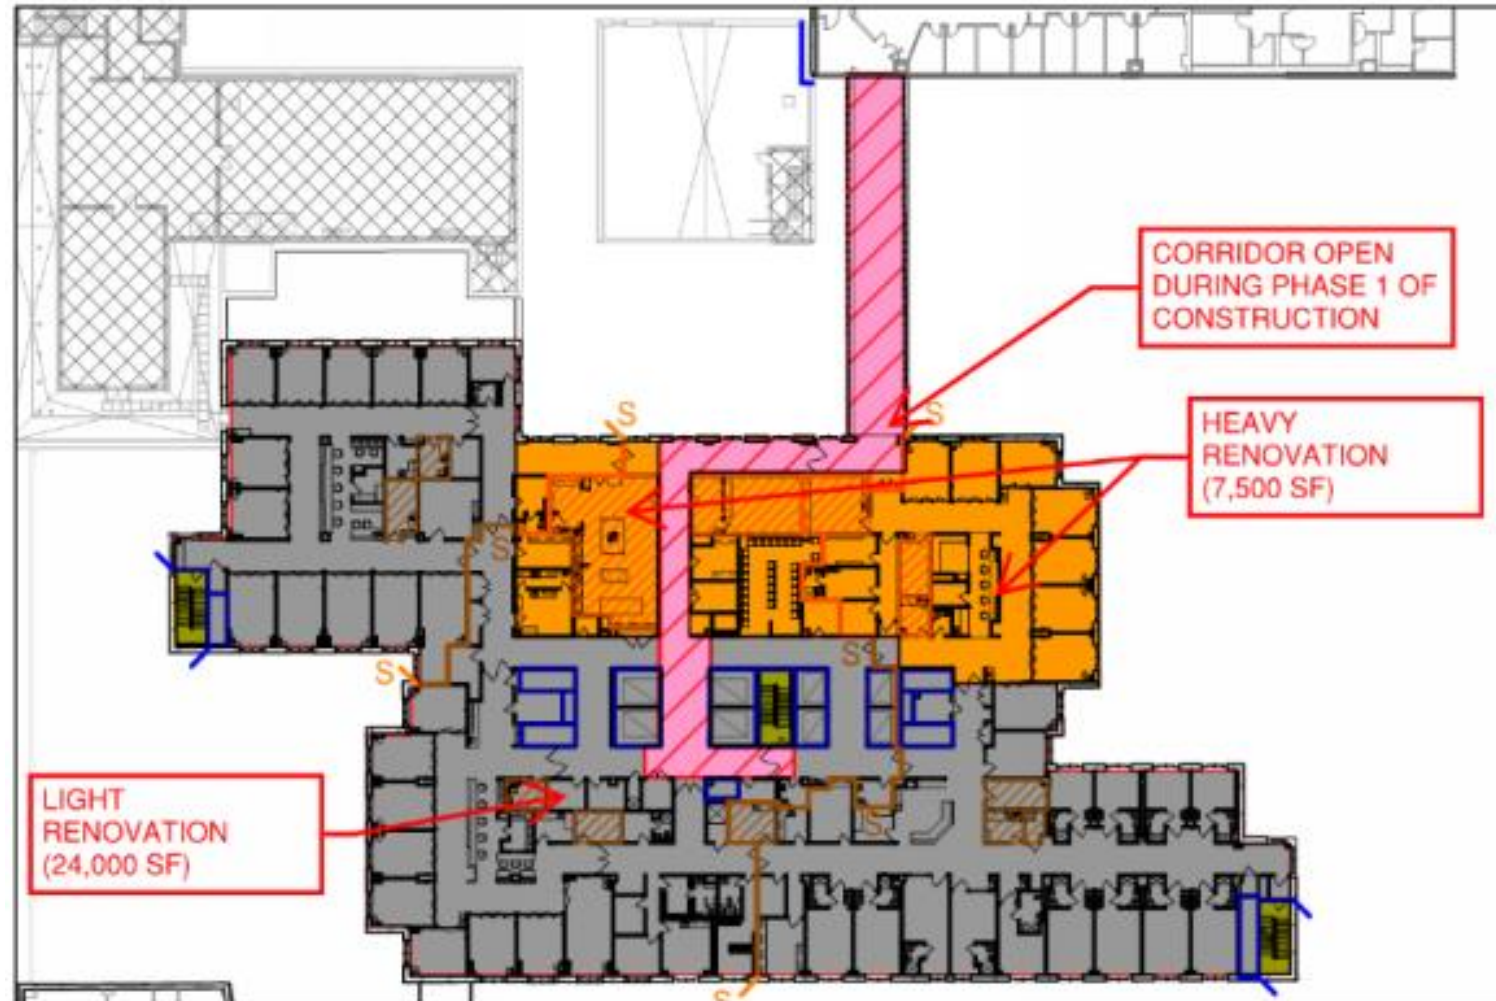 CORRIDOR OPEN
DURING PHASE 1 OF
CONSTRUCTION
S
S
HEAVY
RENOVATION
(7,500 SF)
S
S
S
LIGHT
RENOVATION
(24,000 SF)
S
S